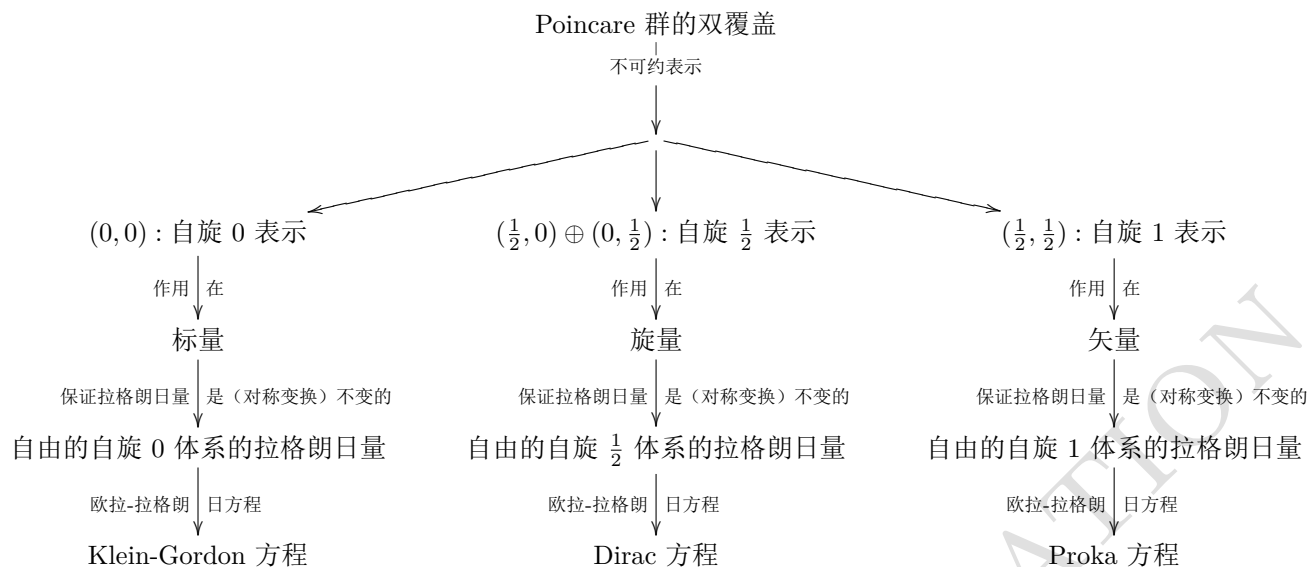 Poincare 群的双覆盖
不可约表示
(0, 0) : 自旋 0 表示
(1/2, 0) ⊕ (0, 1/2) : 自旋 1/2 表示
(1/2, 1/2) : 自旋 1 表示
作用 在
作用 在
作用 在
标量
旋量
矢量
保证拉格朗日量 是（对称变换）不变的
保证拉格朗日量 是（对称变换）不变的
保证拉格朗日量 是（对称变换）不变的
自由的自旋 0 体系的拉格朗日量
自由的自旋 1/2 体系的拉格朗日量
自由的自旋 1 体系的拉格朗日量
欧拉-拉格朗 日方程
欧拉-拉格朗 日方程
欧拉-拉格朗 日方程
Klein-Gordon 方程
Dirac 方程
Proka 方程
ATION